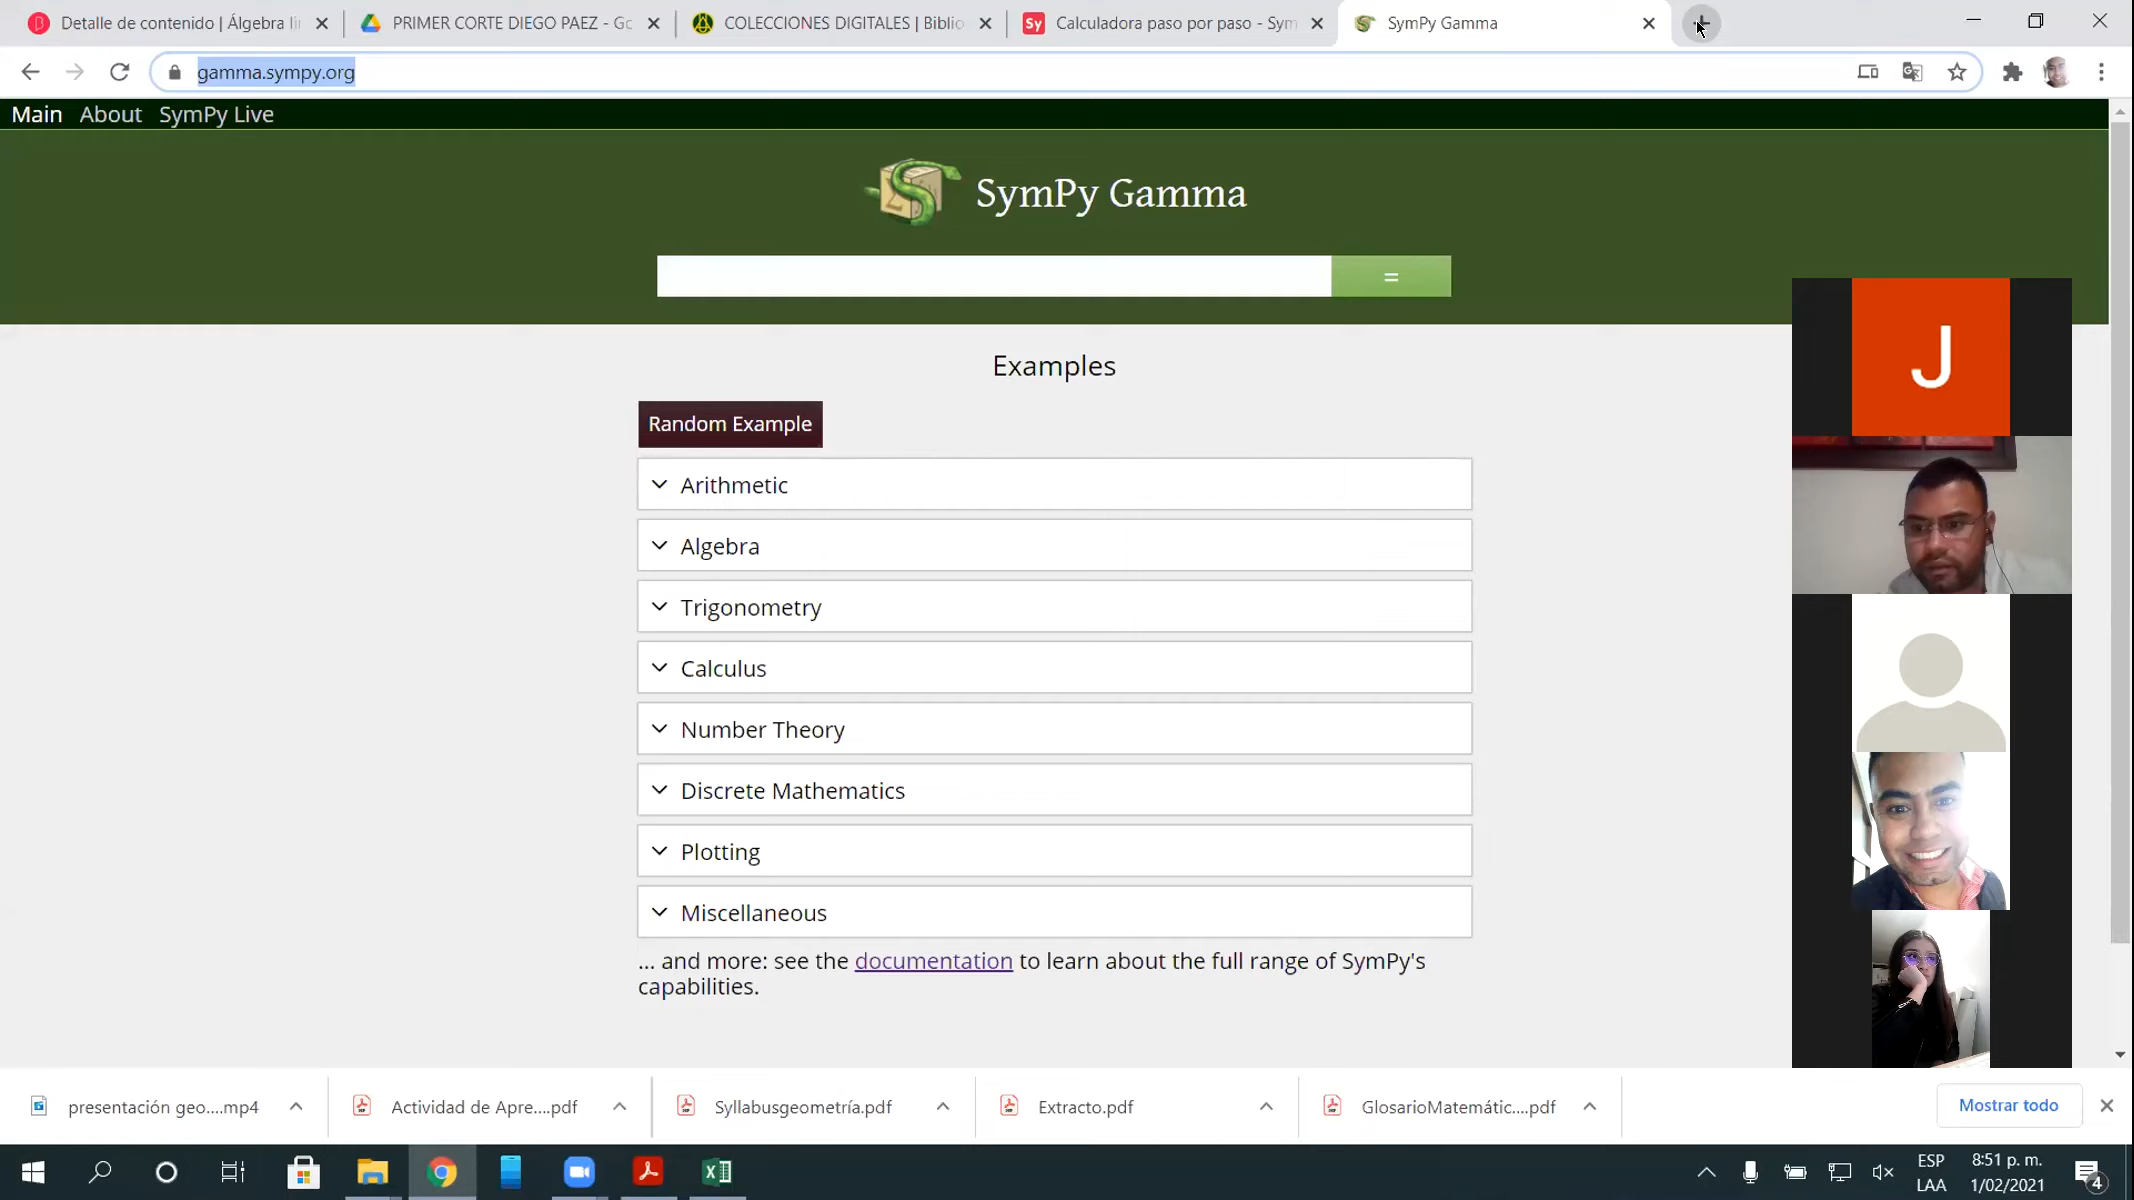 Detalle de contenido | Álgebra li
PRIMER CORTE DIEGO PAEZ - Go
COLECCIONES DIGITALES | Biblio
Sy
Calculadora paso por paso - Sym
SymPy Gamma
gamma.sympy.org
Main About SymPy Live
SymPy Gamma
=
Examples
Random Example
Arithmetic
Algebra
Trigonometry
Calculus
Number Theory
Discrete Mathematics
Plotting
Miscellaneous
... and more: see the documentation to learn about the full range of SymPy's
capabilities.
J
presentación geo....mp4
Actividad de Apre....pdf
Syllabusgeometría.pdf
Extracto.pdf
GlosarioMatemátic....pdf
Mostrar todo
ESP
LAA
8:51 p. m.
1/02/2021
4